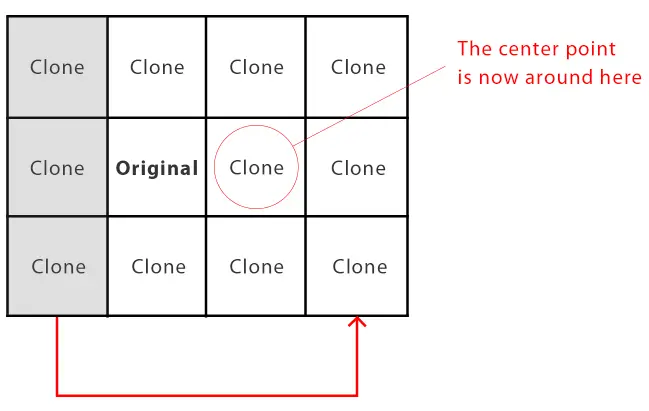 Clone Clone Clone Clone
The center point
is now around here
Clone Original Clone Clone
Clone Clone Clone Clone